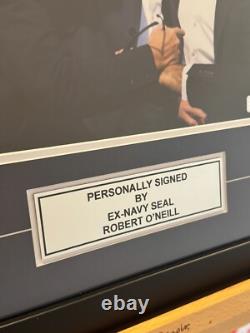 PERSONALLY SIGNED
BY
EX-NAVY SEAL
ROBERT O'NEILL